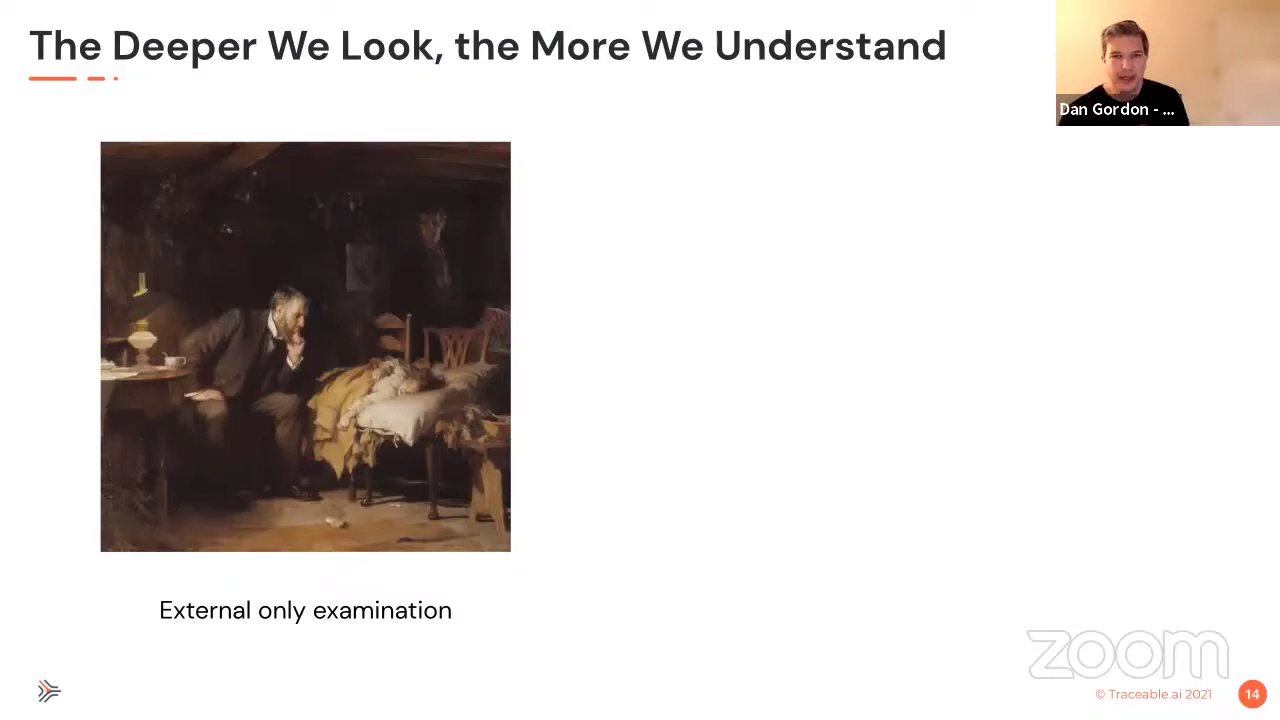 The Deeper We Look, the More We Understand
Dan Gordon - ...
External only examination
zoom
© Traceable.ai 2021
14